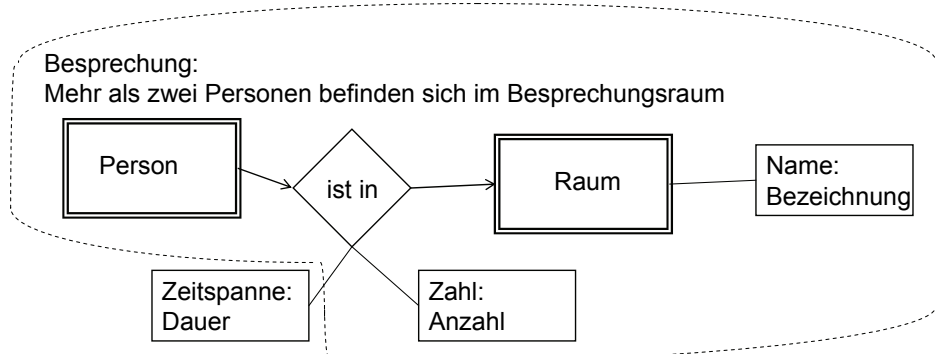 Besprechung:
Mehr als zwei Personen befinden sich im Besprechungsraum
Person
ist in
Raum
Name:
Bezeichnung
Zeitspanne:
Dauer
Zahl:
Anzahl